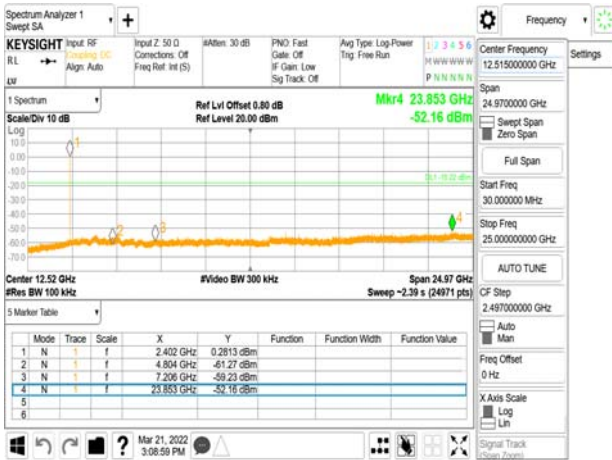 Spectrum Analyzer 1
Swept SA
Frequency
KEYSIGHT
RL
Input: RF
Coupling: DC
Align: Auto
Input Z: 50 Ω
Corrections: Off
Freq Ref: Int (S)
#Atten: 30 dB
PNO: Fast
Gate: Off
IF Gain: Low
Sig Track: Off
Avg Type: Log-Power
Trig: Free Run
1 2 3 4 5 6
M W W W W W
P N N N N N
Center Frequency
12.515000000 GHz
Settings
Span
24.9700000 GHz
Swept Span
Zero Span
Full Span
Start Freq
30.000000 MHz
Stop Freq
25.000000000 GHz
AUTO TUNE
CF Step
2.497000000 GHz
Auto
Man
Freq Offset
0 Hz
X Axis Scale
Log
Lin
Signal Track
(Span Zoom)
1 Spectrum
Scale/Div 10 dB
Log
Ref Lvl Offset 0.80 dB
Ref Level 20.00 dBm
Mkr4 23.853 GHz
-52.16 dBm
10.0
0.00
-10.0
-20.0
-30.0
-40.0
-50.0
-60.0
-70.0
1
2
3
4
Center 12.52 GHz
#Res BW 100 kHz
#Video BW 300 kHz
Span 24.97 GHz
Sweep ~2.39 s (24971 pts)
5 Marker Table
Mode Trace Scale X Y Function Function Width Function Value
1 N 1 f 2.402 GHz 0.2813 dBm
2 N 1 f 4.804 GHz -61.27 dBm
3 N 1 f 7.206 GHz -59.23 dBm
4 N 1 f 23.853 GHz -52.16 dBm
5
6
Mar 21, 2022
3:08:59 PM